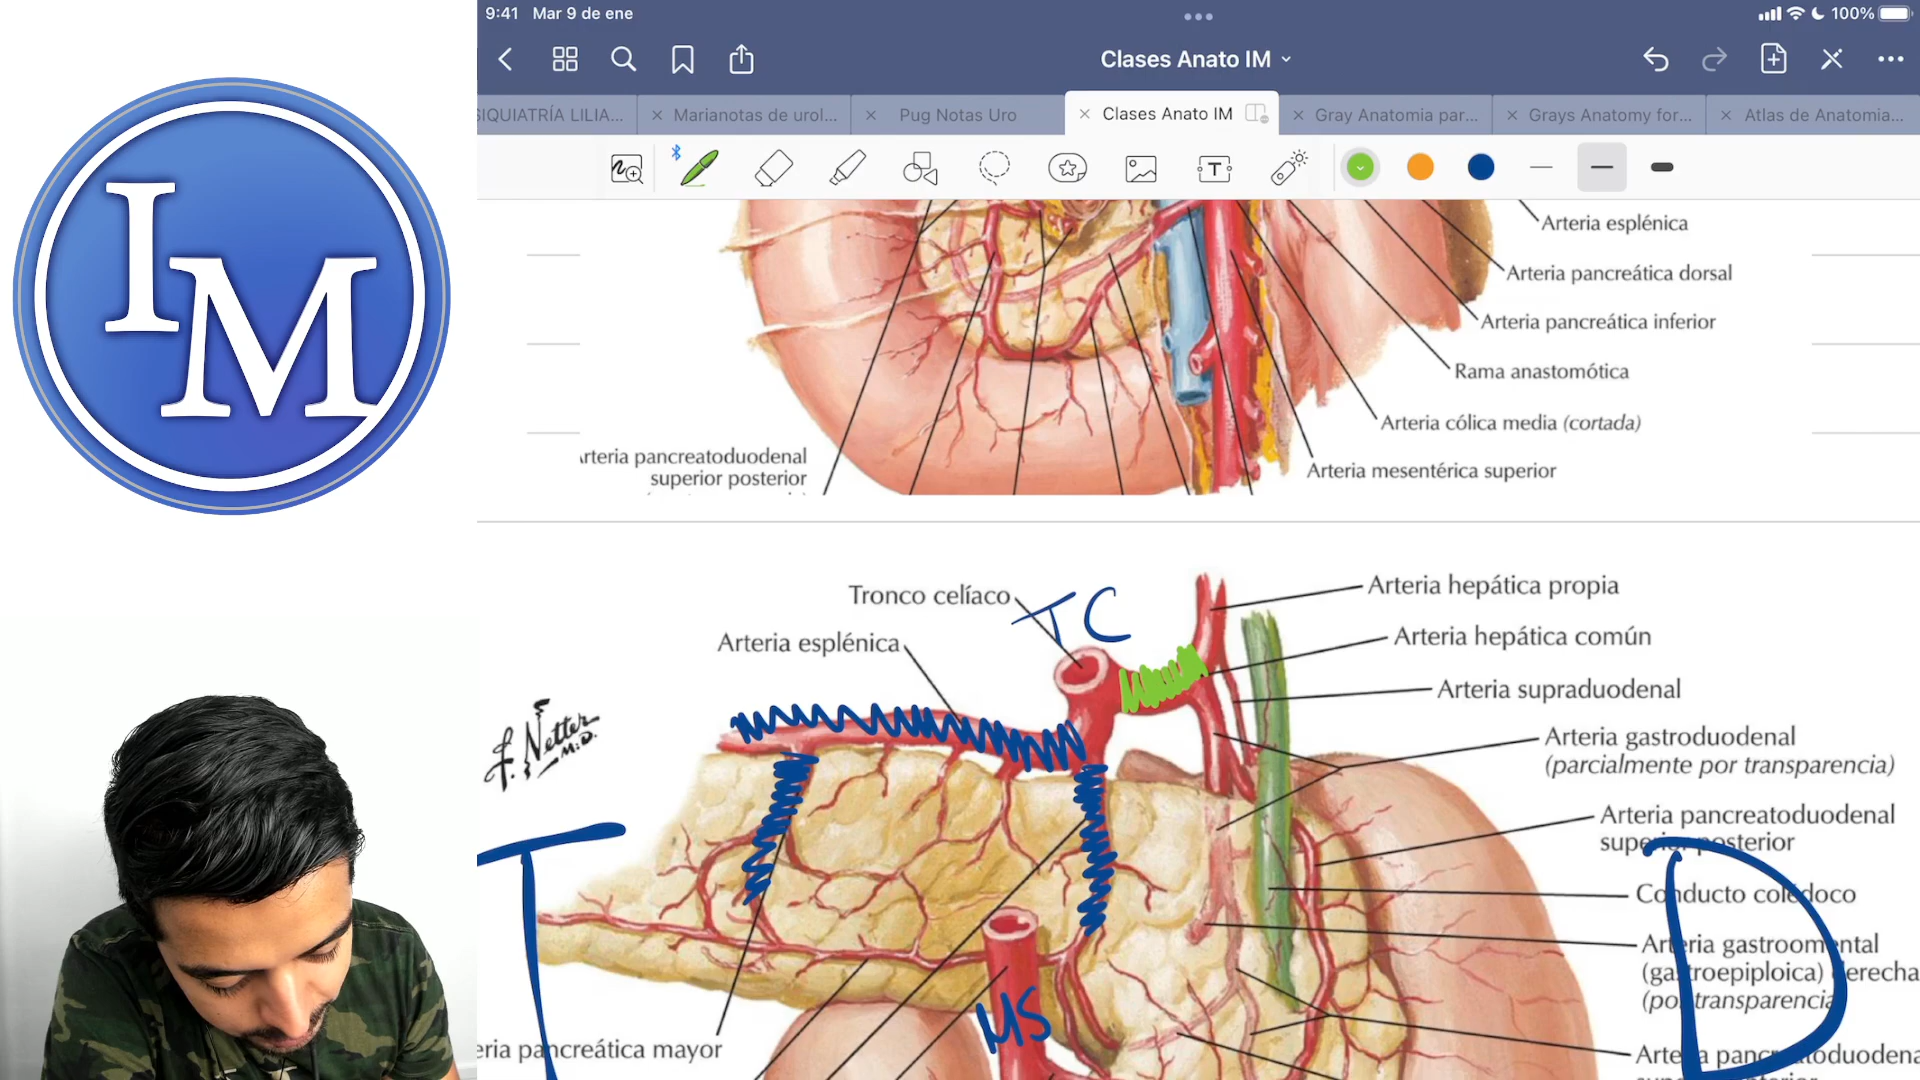 9:41 Mar 9 de ene
100%
Clases Anato IM
SIQUIATRÍA LILIA...
Marianotas de urol...
Pug Notas Uro
Clases Anato IM
Gray Anatomia par...
Grays Anatomy for...
Atlas de Anatomia...
T
IM
Arteria esplénica
Arteria pancreática dorsal
Arteria pancreática inferior
Rama anastomótica
Arteria cólica media (cortada)
Arteria mesentérica superior
rteria pancreatoduodenal
superior posterior
Tronco celíaco
TC
Arteria esplénica
Arteria hepática propia
Arteria hepática común
Arteria supraduodenal
Arteria gastroduodenal
(parcialmente por transparencia)
Arteria pancreatoduodenal
superior posterior
Conducto colédoco
Arteria gastroomental
(gastroepiploica) derecha
(por transparencia
Arteria pancreatoduodena
F. Netter
M.D.
I
D
MS
eria pancreática mayor